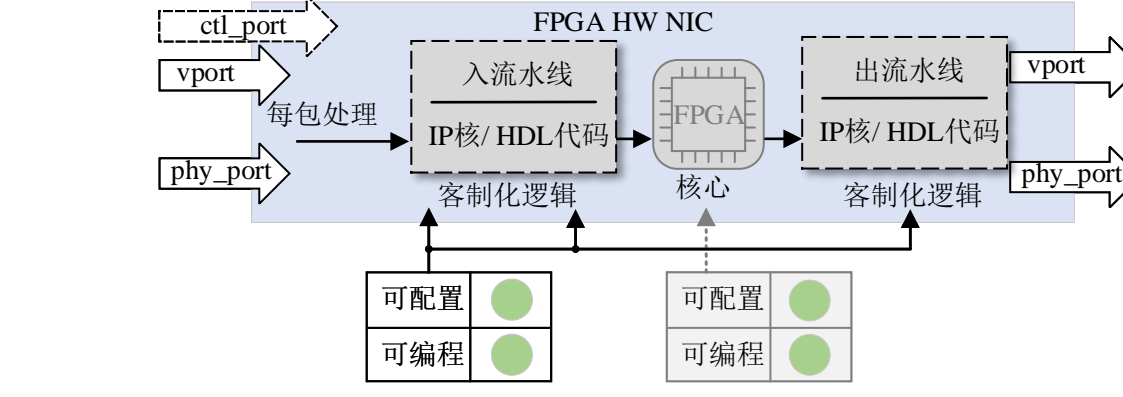 FPGA HW NIC
ctl_port
vport
phy_port
每包处理
入流水线
IP核/ HDL代码
客制化逻辑
FPGA
核心
出流水线
IP核/ HDL代码
客制化逻辑
vport
phy_port
可配置
可编程
可配置
可编程